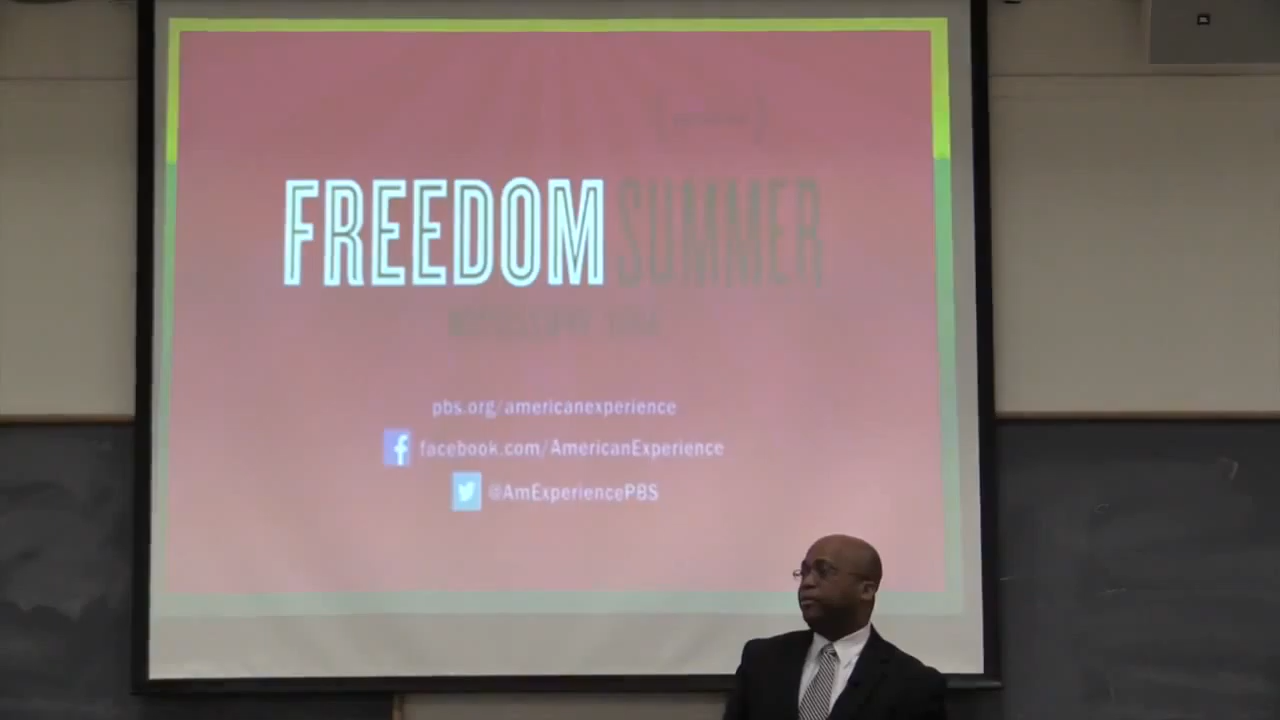 FREEDOM SUMMER
pbs.org/americanexperience
facebook.com/AmericanExperience
@AmExperiencePBS